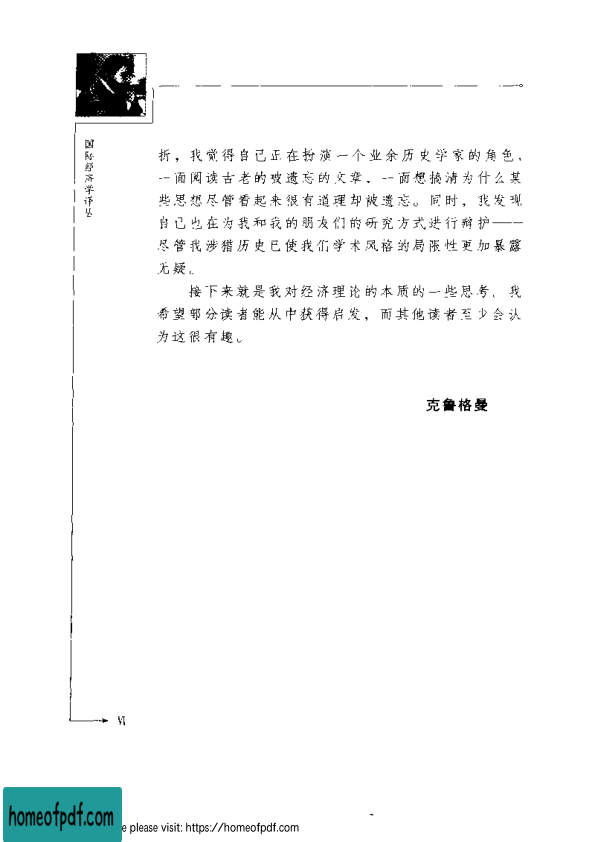 国际经济学译丛
折，我觉得自己正在扮演一个业余历史学家的角色，
一面阅读古老的被遗忘的文章，一面想搞清为什么某
些思想尽管看起来很有道理却被遗忘。同时，我发现
自己也在为我和我的朋友们的研究方式进行辩护——
尽管我涉猎历史已使我们学术风格的局限性更加暴露
无疑。
接下来就是我对经济理论的本质的一些思考，我
希望部分读者能从中获得启发，而其他读者至少会认
为这很有趣。
克鲁格曼
VI
homeofpdf.com
e please visit: https://homeofpdf.com